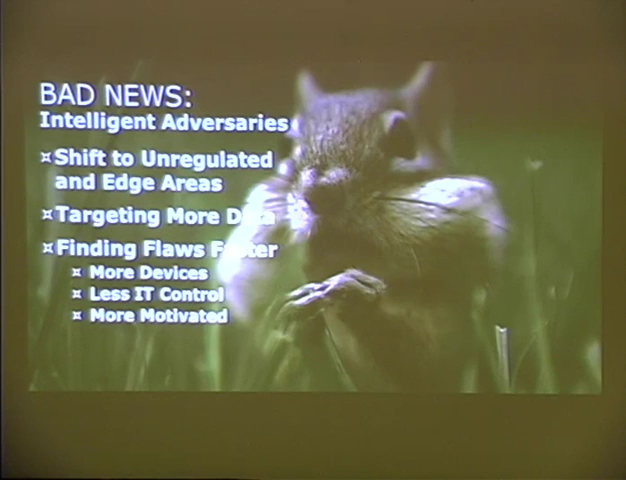 BAD NEWS:
Intelligent Adversaries
¤ Shift to Unregulated
and Edge Areas
¤ Targeting More Data
¤ Finding Flaws Faster
¤ More Devices
¤ Less IT Control
¤ More Motivated